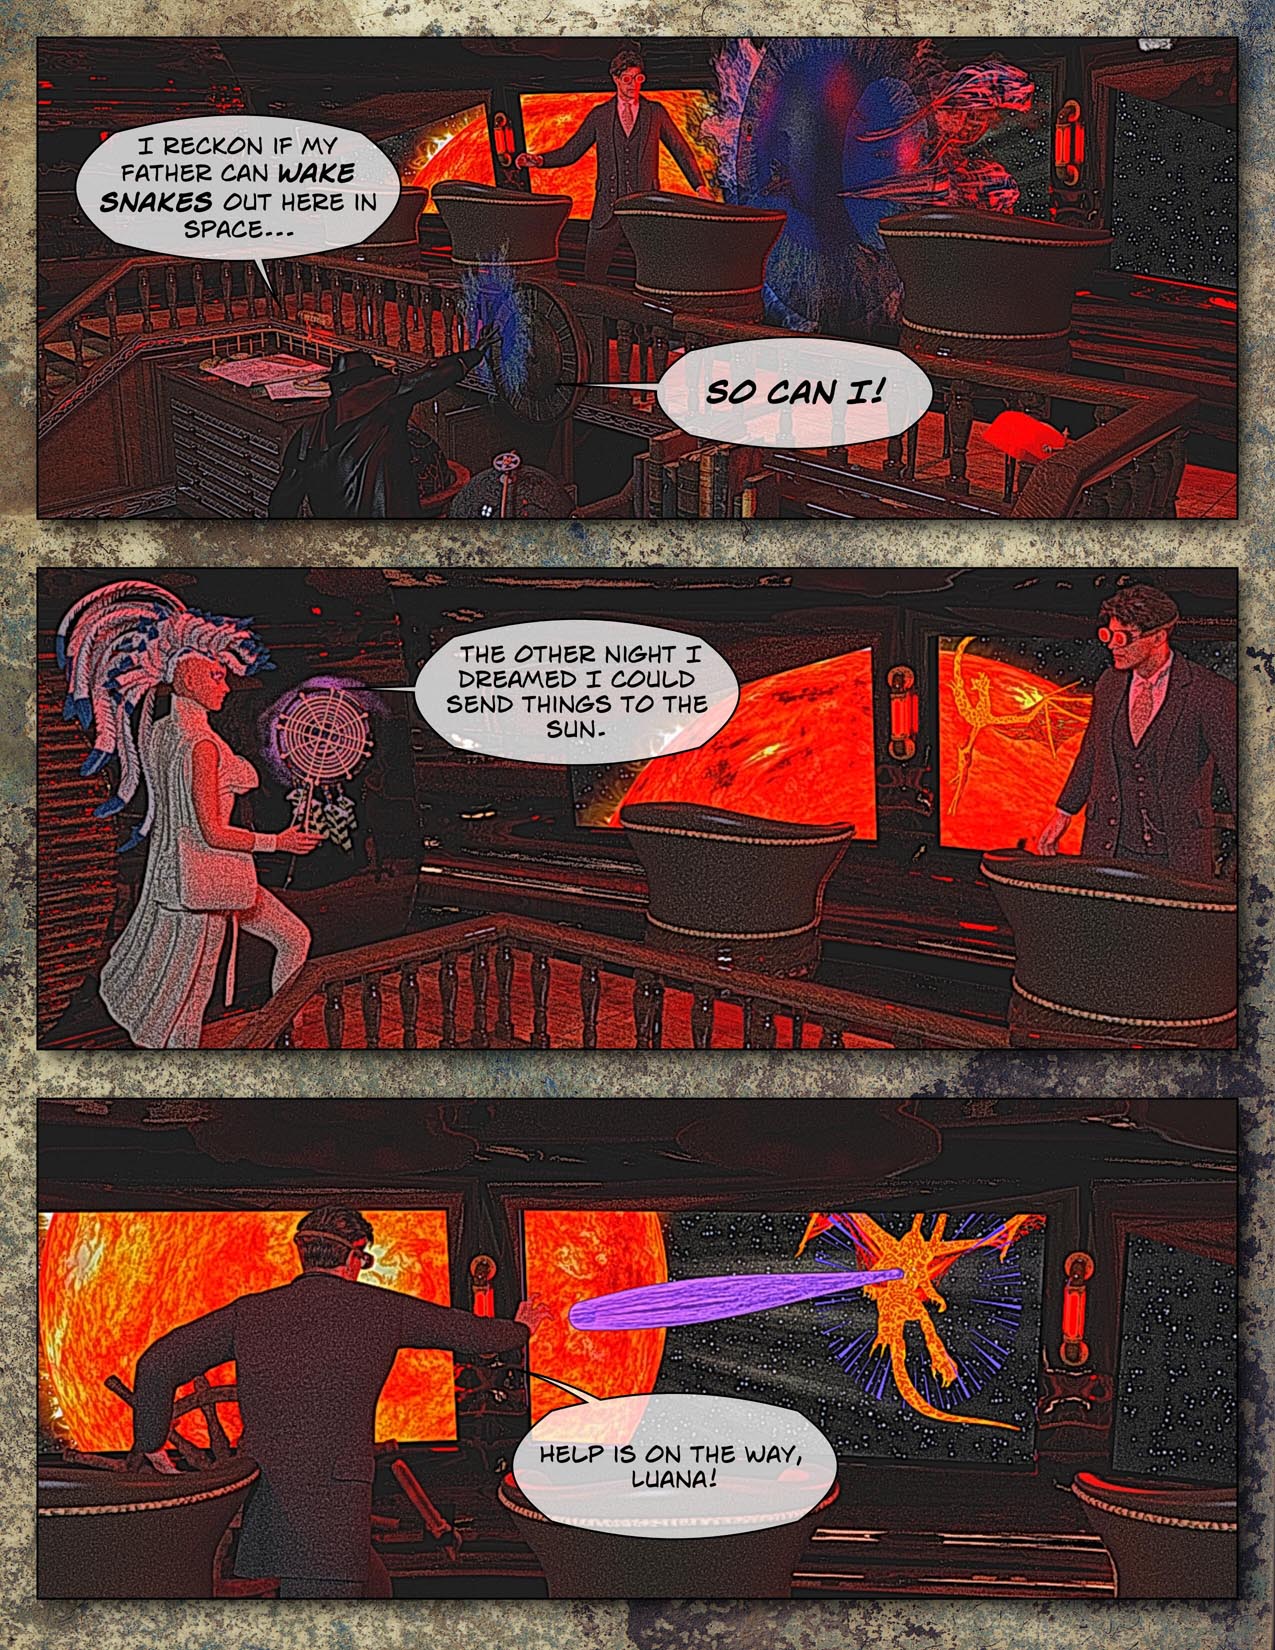 I RECKON IF MY
FATHER CAN WAKE
SNAKES OUT HERE IN
SPACE...
SO CAN I!
THE OTHER NIGHT I
DREAMED I COULD
SEND THINGS TO THE
SUN.
HELP IS ON THE WAY,
LUANA!